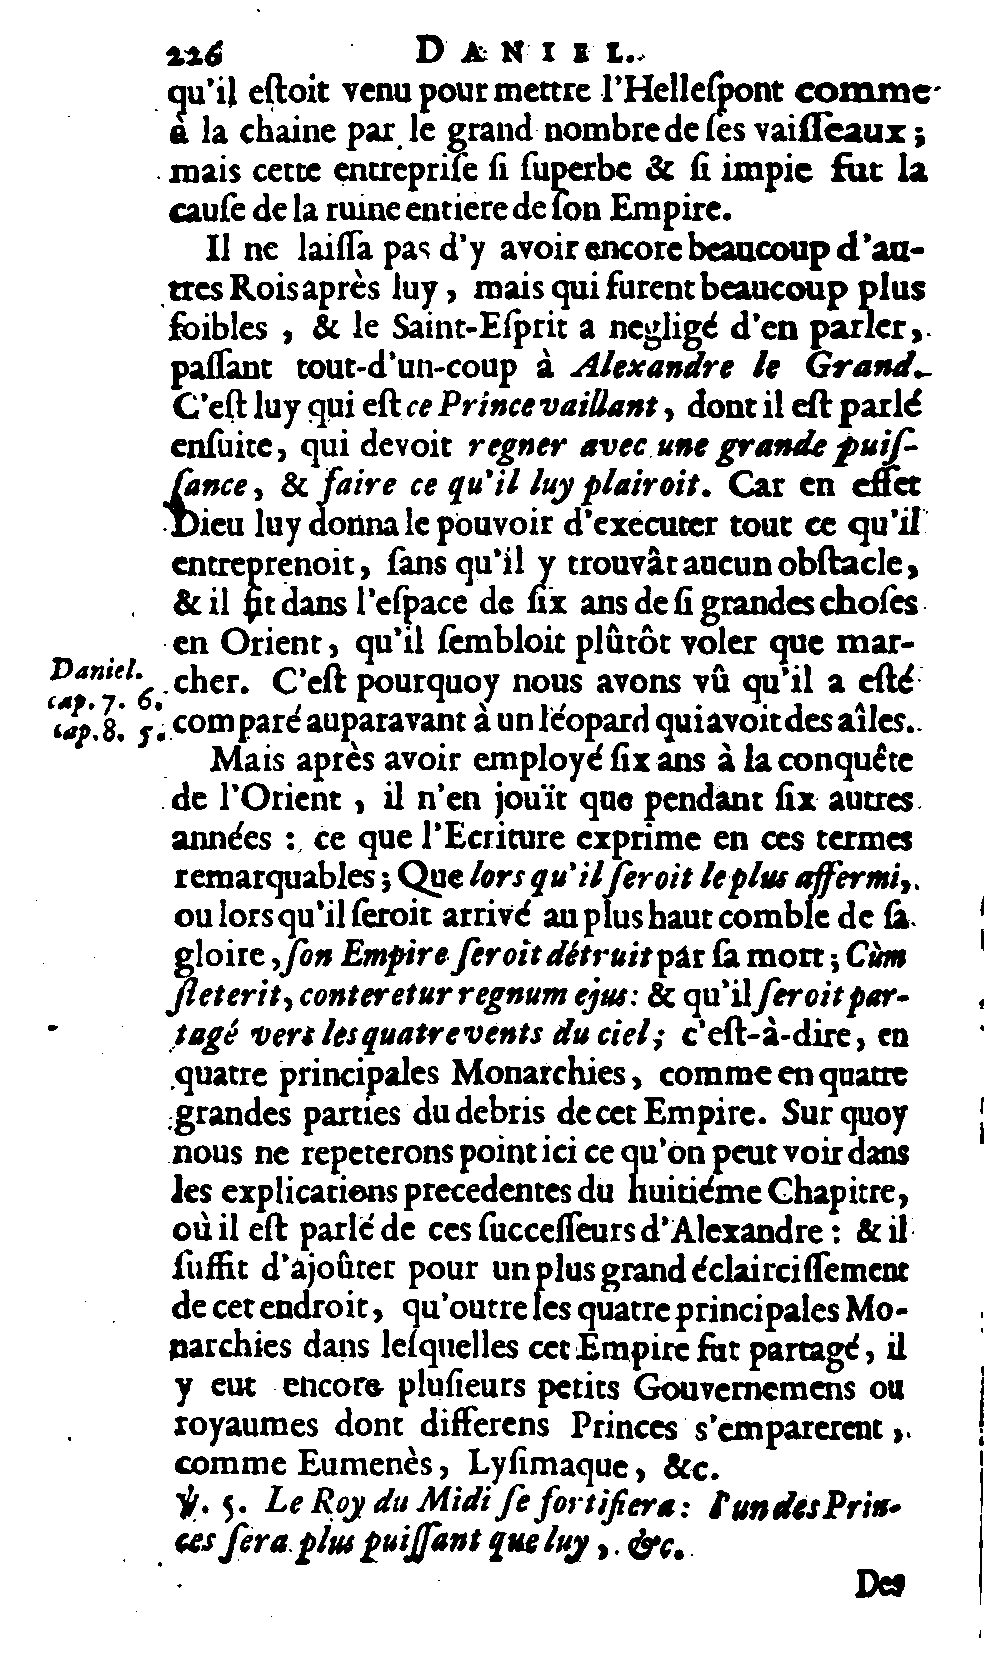 226 DANIEL.
qu'il eſtoit venu pour mettre l'Helleſpont comme
à la chaine par le grand nombre de ſes vaiſſeaux ;
mais cette entrepriſe ſi ſuperbe & ſi impie fut la
cauſe de la ruine entiere de ſon Empire.
Il ne laiſſa pas d'y avoir encore beaucoup d'au-
tres Rois après luy , mais qui furent beaucoup plus
foibles , & le Saint-Eſprit a negligé d'en parler,
paſſant tout-d'un-coup à Alexandre le Grand.
C'eſt luy qui eſt ce Prince vaillant , dont il eſt parlé
enſuite, qui devoit regner avec une grande puiſ-
ſance, & faire ce qu'il luy plairoit. Car en effet
Dieu luy donna le pouvoir d'executer tout ce qu'il
entreprenoit, ſans qu'il y trouvât aucun obſtacle,
& il fit dans l'eſpace de ſix ans de ſi grandes choſes
en Orient, qu'il ſembloit plûtôt voler que mar-
cher. C'eſt pourquoy nous avons vû qu'il a eſté
comparé auparavant à un léopard qui avoit des aîles.
Daniel.
cap. 7. 6.
cap. 8. 5.
Mais après avoir employé ſix ans à la conquête
de l'Orient , il n'en jouït que pendant ſix autres
années : ce que l'Ecriture exprime en ces termes
remarquables; Que lors qu'il ſeroit le plus affermi,
ou lorsqu'il ſeroit arrivé au plus haut comble de ſa
gloire , ſon Empire ſeroit détruit par ſa mort ; Cùm
ſteterit, conteretur regnum ejus: & qu'il ſeroit par-
tagé vers les quatre vents du ciel; c'eſt-à-dire, en
quatre principales Monarchies, comme en quatre
grandes parties du debris de cet Empire. Sur quoy
nous ne repeterons point ici ce qu'on peut voir dans
les explications precedentes du huitiéme Chapitre,
où il eſt parlé de ces ſucceſſeurs d'Alexandre : & il
ſuffit d'ajoûter pour un plus grand éclairciſſement
de cet endroit, qu'outre les quatre principales Mo-
narchies dans leſquelles cet Empire fut partagé, il
y eut encore pluſieurs petits Gouvernemens ou
royaumes dont differens Princes s'emparerent ,
comme Eumenès, Lyſimaque, &c.
℣. 5. Le Roy du Midi ſe fortifiera : l'un des Prin-
ces ſera plus puiſſant que luy , &c.
Des